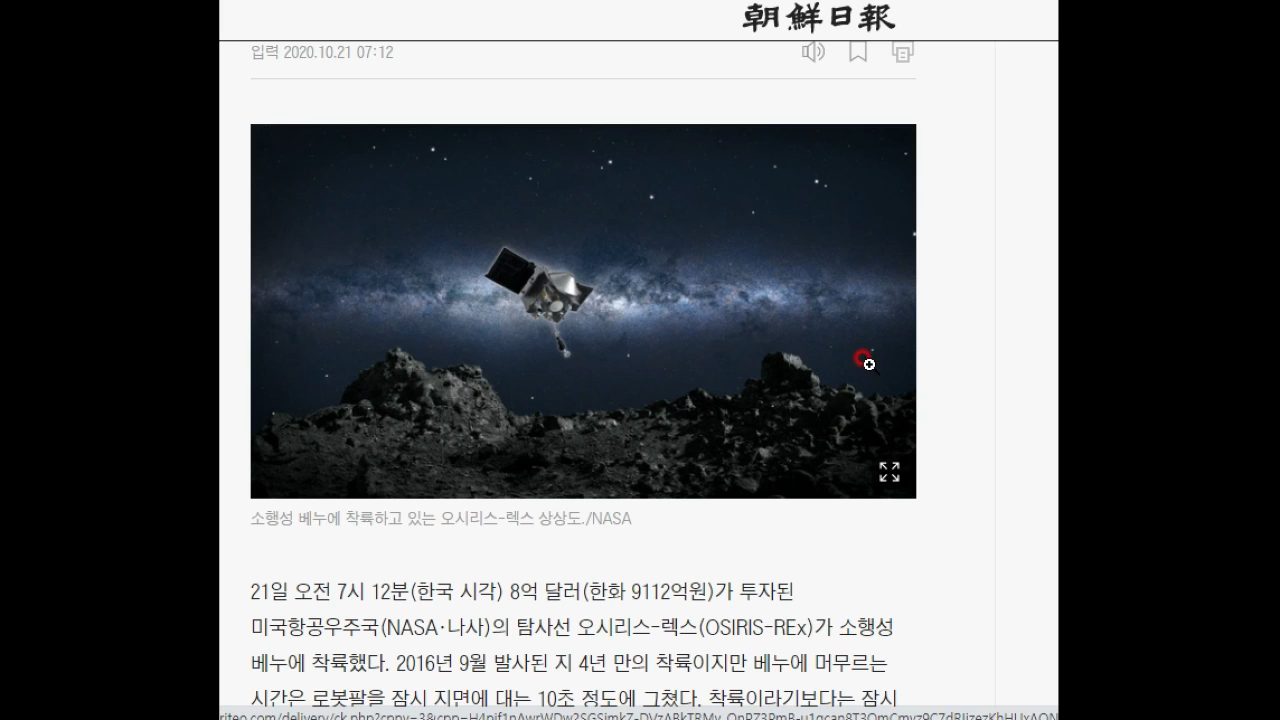 朝鮮日報
입력 2020.10.21 07:12
소행성 베누에 착륙하고 있는 오시리스-렉스 상상도./NASA
21일 오전 7시 12분(한국 시각) 8억 달러(한화 9112억원)가 투자된
미국항공우주국(NASA·나사)의 탐사선 오시리스-렉스(OSIRIS-REx)가 소행성
베누에 착륙했다. 2016년 9월 발사된 지 4년 만의 착륙이지만 베누에 머무르는
시간은 로봇팔을 잠시 지면에 대는 10초 정도에 그쳤다. 착륙이라기보다는 잠시